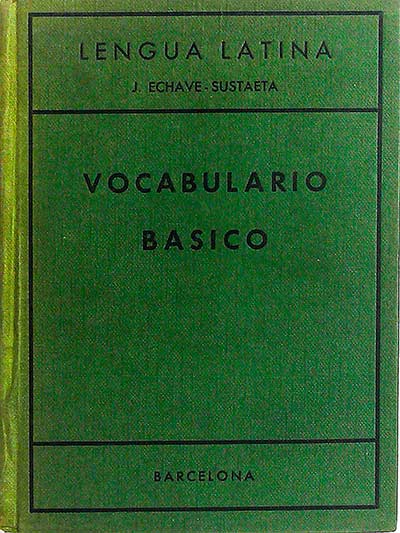 LENGUA LATINA
J. ECHAVE-SUSTAETA
VOCABULARIO
BASICO
BARCELONA